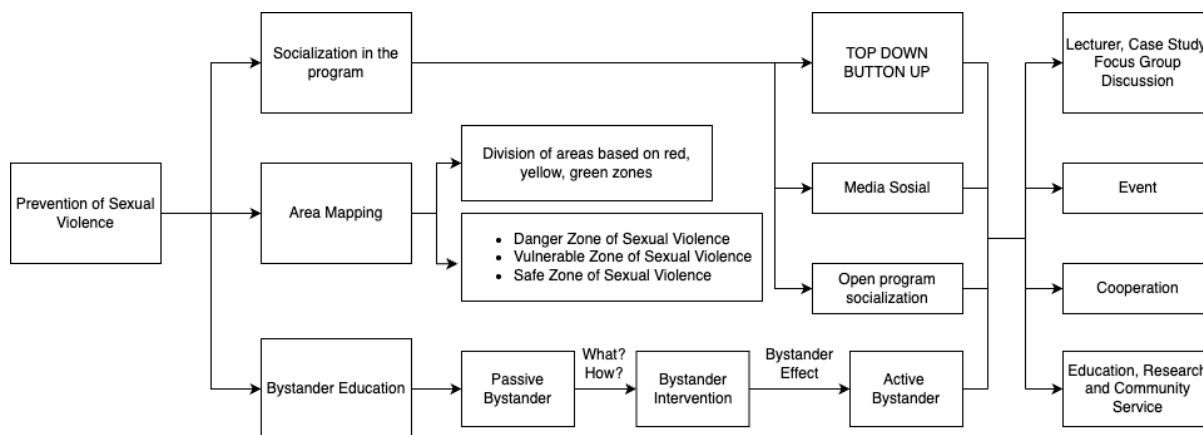 Prevention of Sexual
Violence
Socialization in the
program
Area Mapping
Bystander Education
Division of areas based on red,
yellow, green zones
• Danger Zone of Sexual Violence
• Vulnerable Zone of Sexual Violence
• Safe Zone of Sexual Violence
Passive
Bystander
What?
How?
Bystander
Intervention
Bystander
Effect
Active
Bystander
TOP DOWN
BUTTON UP
Media Sosial
Open program
socialization
Lecturer, Case Study,
Focus Group
Discussion
Event
Cooperation
Education, Research
and Community
Service